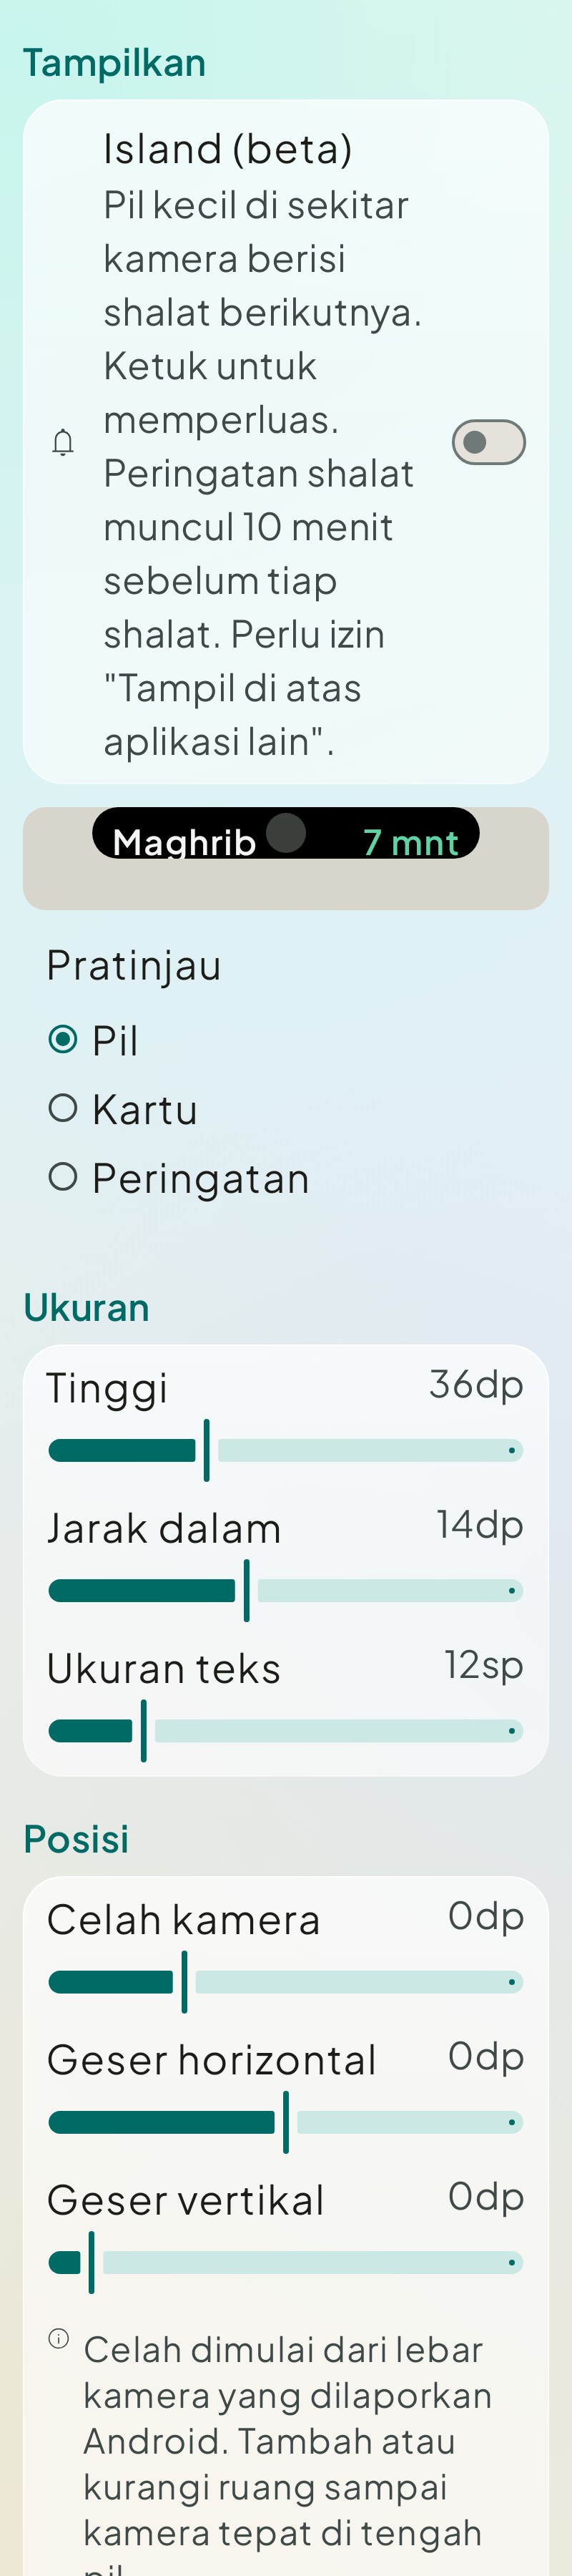 Tampilkan
Island (beta)
Pil kecil di sekitar
kamera berisi
shalat berikutnya.
Ketuk untuk
memperluas.
Peringatan shalat
muncul 10 menit
sebelum tiap
shalat. Perlu izin
"Tampil di atas
aplikasi lain".
Maghrib 7 mnt
Pratinjau
Pil
Kartu
Peringatan
Ukuran
Tinggi 36dp
Jarak dalam 14dp
Ukuran teks 12sp
Posisi
Celah kamera 0dp
Geser horizontal 0dp
Geser vertikal 0dp
Celah dimulai dari lebar
kamera yang dilaporkan
Android. Tambah atau
kurangi ruang sampai
kamera tepat di tengah